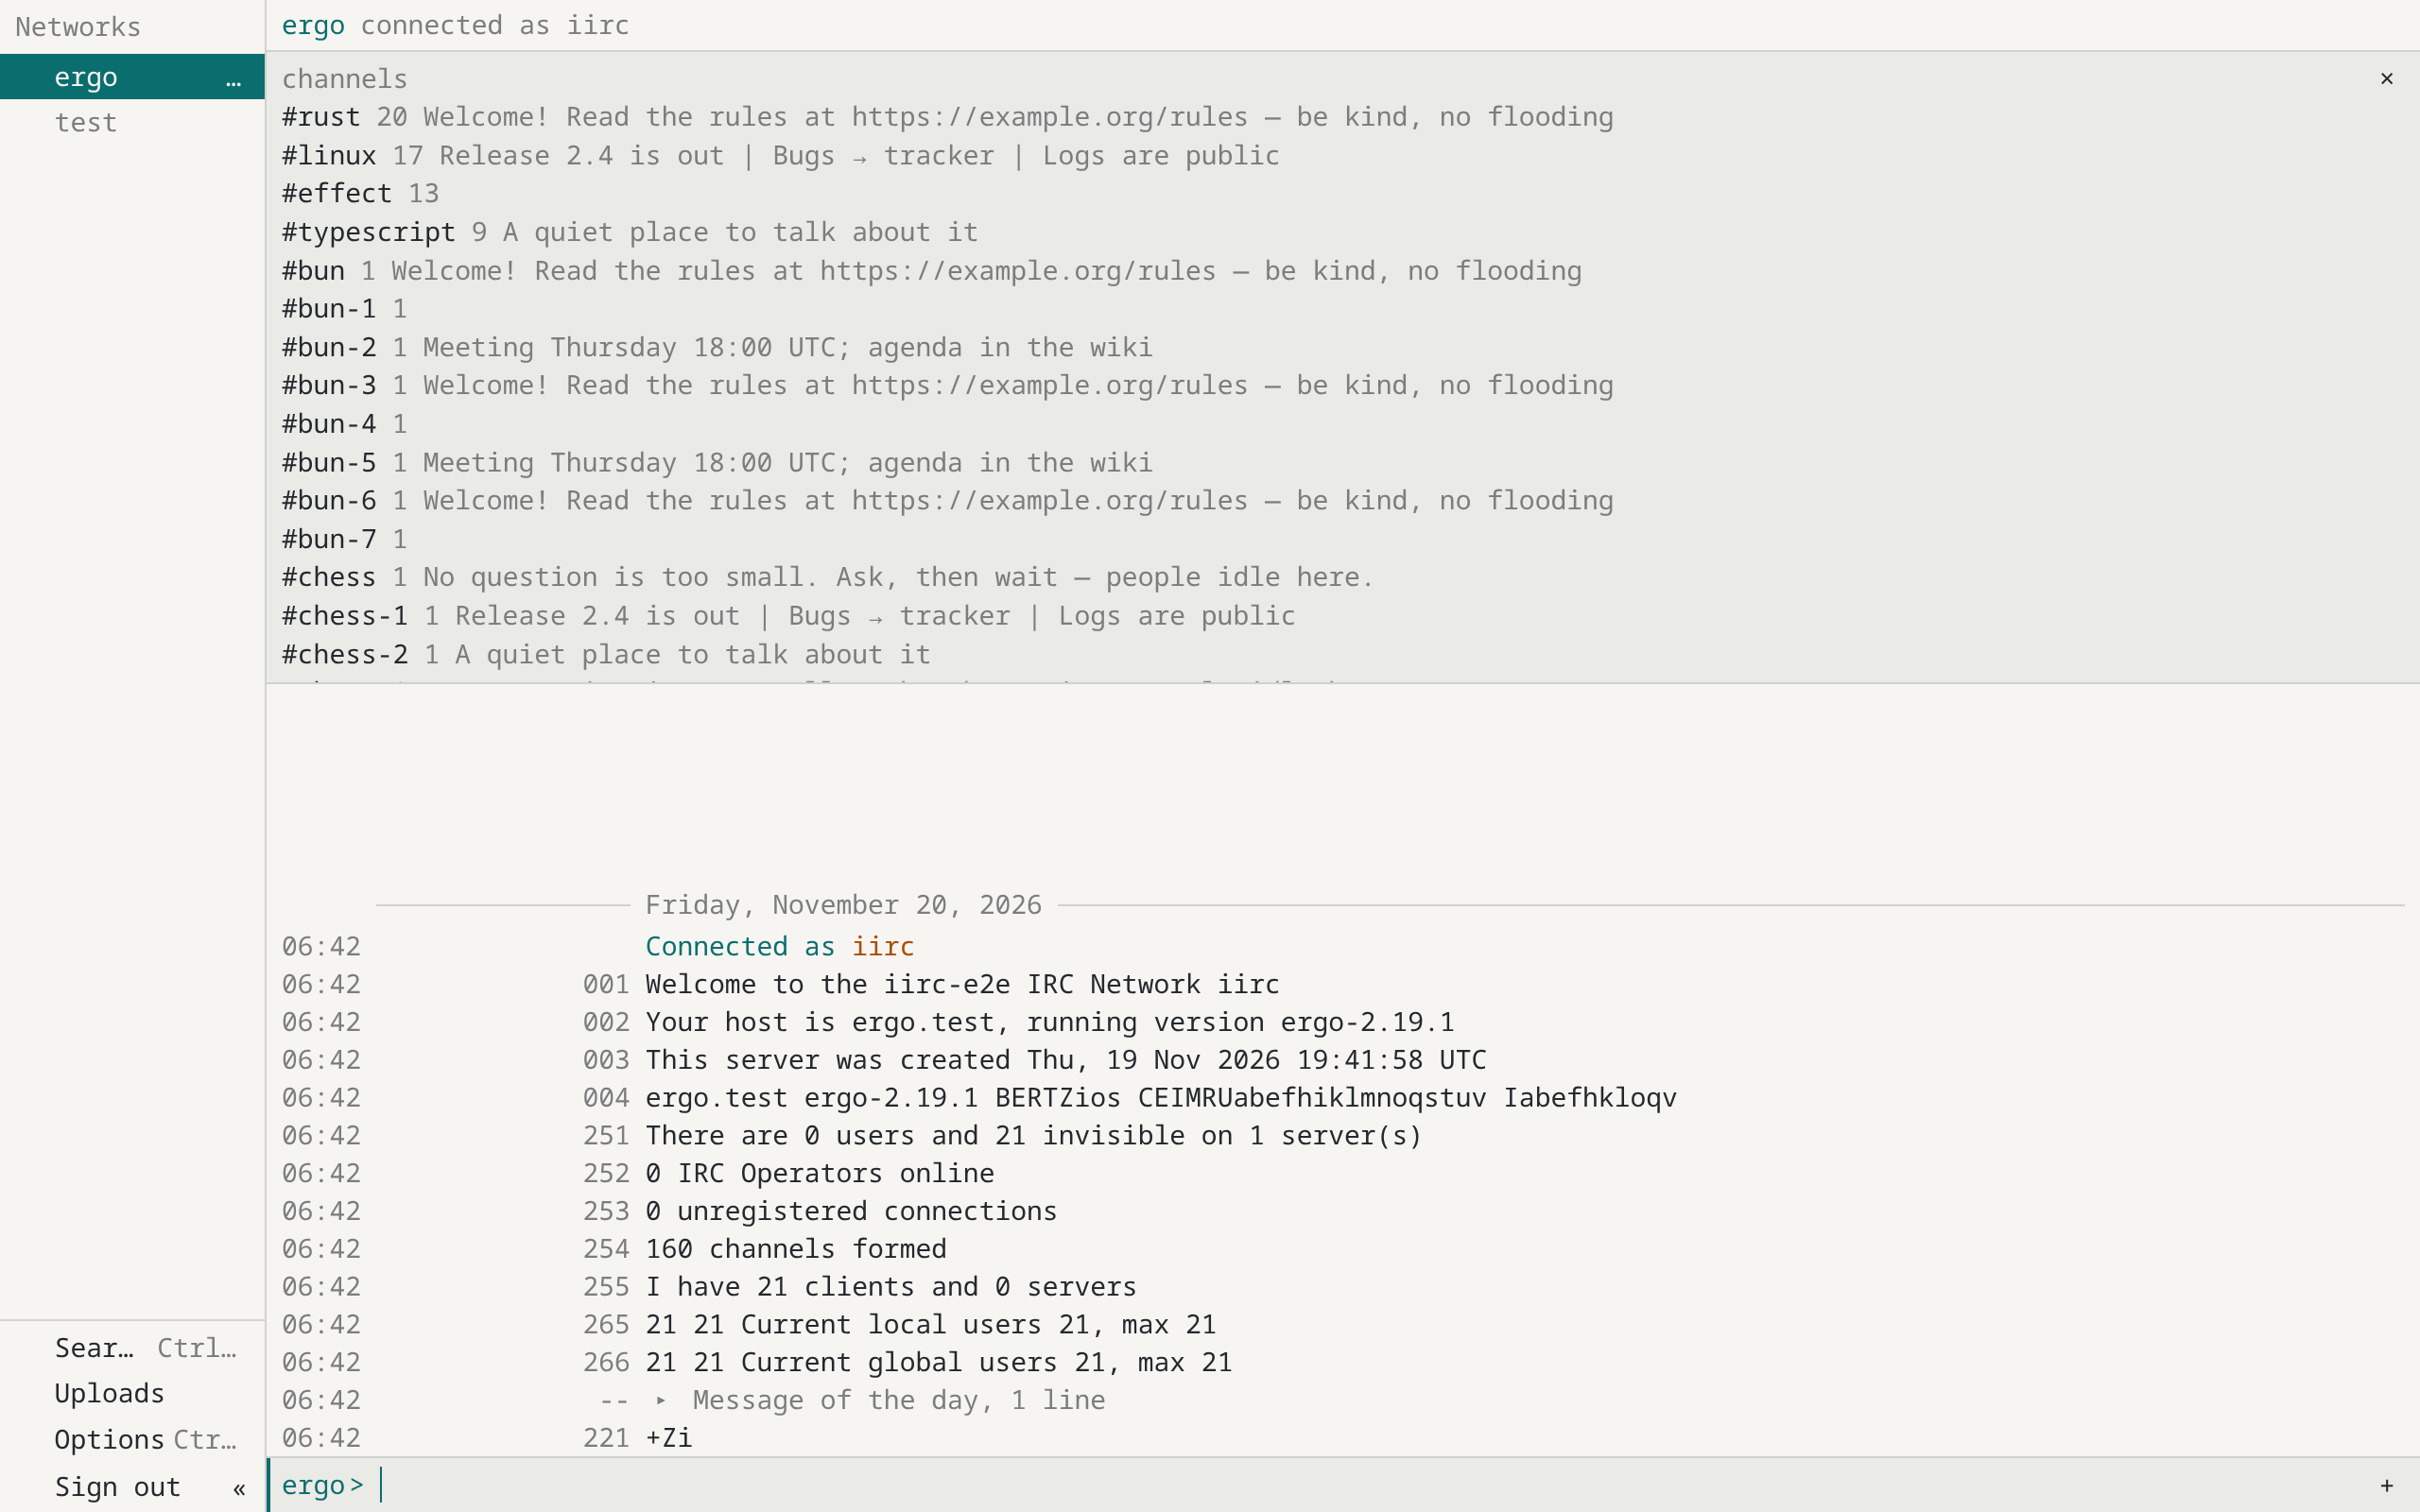 Networks
ergo …
test
Sear… Ctrl…
Uploads
Options Ctr…
Sign out «
ergo connected as iirc
channels ×
#rust 20 Welcome! Read the rules at https://example.org/rules — be kind, no flooding
#linux 17 Release 2.4 is out | Bugs → tracker | Logs are public
#effect 13
#typescript 9 A quiet place to talk about it
#bun 1 Welcome! Read the rules at https://example.org/rules — be kind, no flooding
#bun-1 1
#bun-2 1 Meeting Thursday 18:00 UTC; agenda in the wiki
#bun-3 1 Welcome! Read the rules at https://example.org/rules — be kind, no flooding
#bun-4 1
#bun-5 1 Meeting Thursday 18:00 UTC; agenda in the wiki
#bun-6 1 Welcome! Read the rules at https://example.org/rules — be kind, no flooding
#bun-7 1
#chess 1 No question is too small. Ask, then wait — people idle here.
#chess-1 1 Release 2.4 is out | Bugs → tracker | Logs are public
#chess-2 1 A quiet place to talk about it
Friday, November 20, 2026
06:42 Connected as iirc
06:42 001 Welcome to the iirc-e2e IRC Network iirc
06:42 002 Your host is ergo.test, running version ergo-2.19.1
06:42 003 This server was created Thu, 19 Nov 2026 19:41:58 UTC
06:42 004 ergo.test ergo-2.19.1 BERTZios CEIMRUabefhiklmnoqstuv Iabefhkloqv
06:42 251 There are 0 users and 21 invisible on 1 server(s)
06:42 252 0 IRC Operators online
06:42 253 0 unregistered connections
06:42 254 160 channels formed
06:42 255 I have 21 clients and 0 servers
06:42 265 21 21 Current local users 21, max 21
06:42 266 21 21 Current global users 21, max 21
06:42 -- ▸ Message of the day, 1 line
06:42 221 +Zi
ergo> +